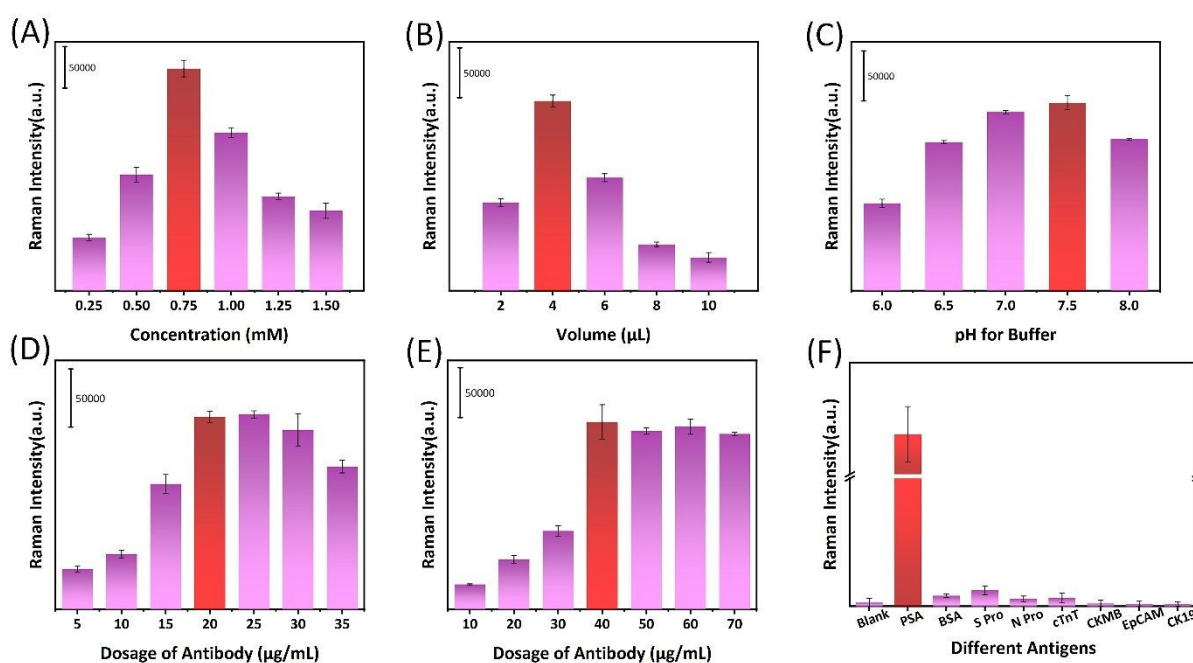 (A)
50000
Raman Intensity(a.u.)
0.25 0.50 0.75 1.00 1.25 1.50
Concentration (mM)
(B)
50000
Raman Intensity(a.u.)
2 4 6 8 10
Volume (μL)
(C)
50000
Raman Intensity(a.u.)
6.0 6.5 7.0 7.5 8.0
pH for Buffer
(D)
50000
Raman Intensity(a.u.)
5 10 15 20 25 30 35
Dosage of Antibody (μg/mL)
(E)
50000
Raman Intensity(a.u.)
10 20 30 40 50 60 70
Dosage of Antibody (μg/mL)
(F)
Raman Intensity(a.u.)
Blank PSA BSA S Pro N Pro cTnT CKMB EpCAM CK19
Different Antigens